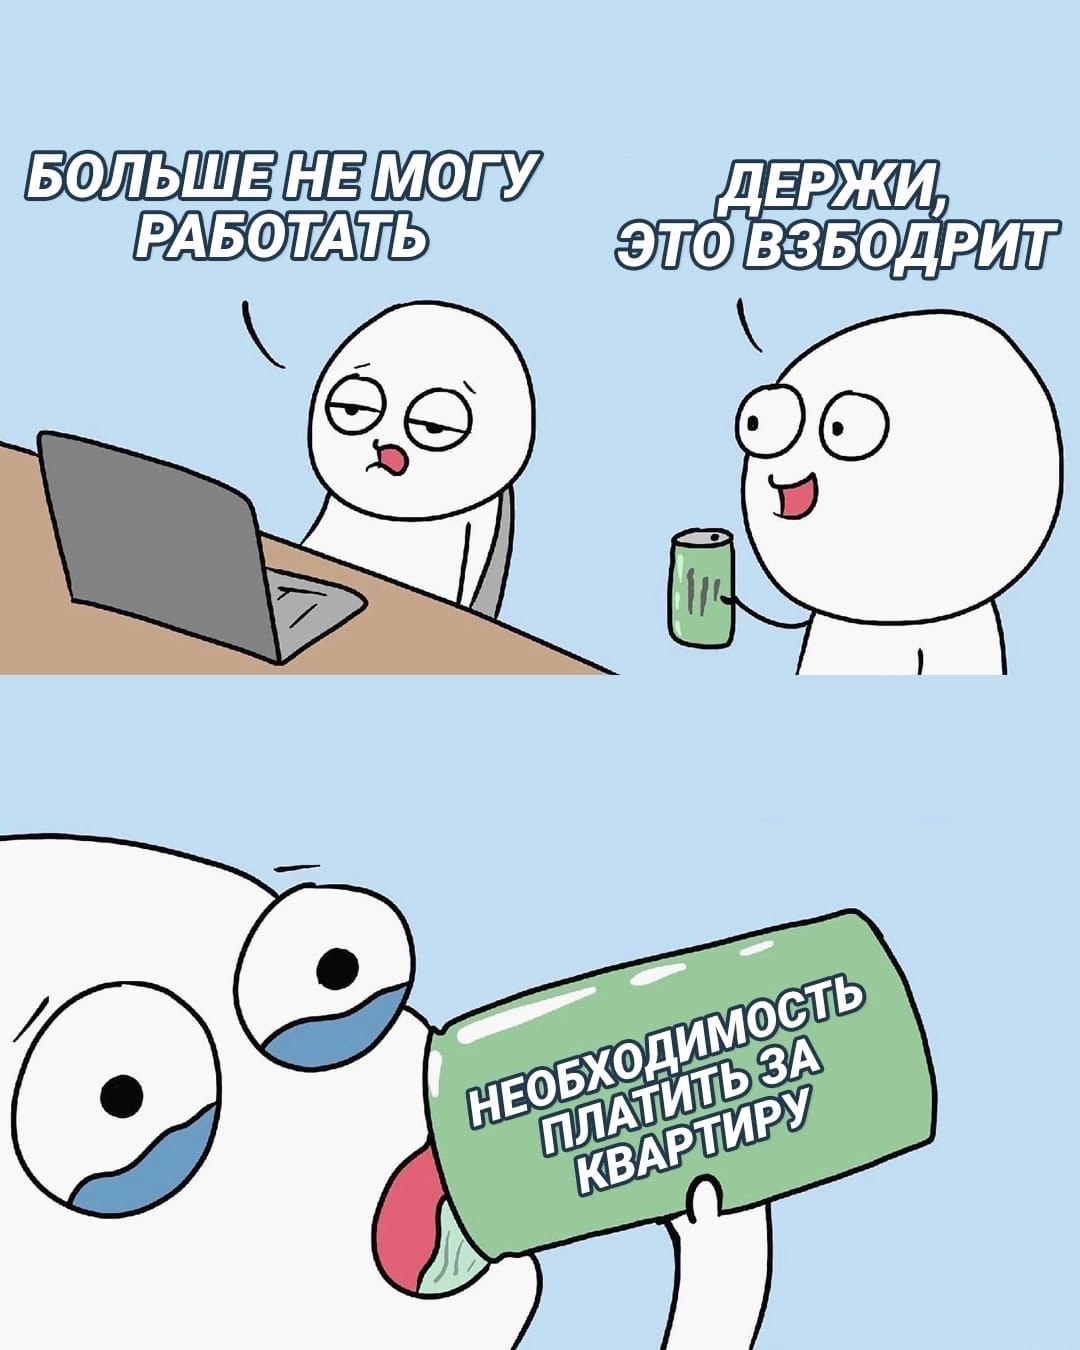 БОЛЬШЕ НЕ МОГУ
РАБОТАТЬ
ДЕРЖИ,
ЭТО ВЗБОДРИТ
НЕОБХОДИМОСТЬ
ПЛАТИТЬ ЗА
КВАРТИРУ